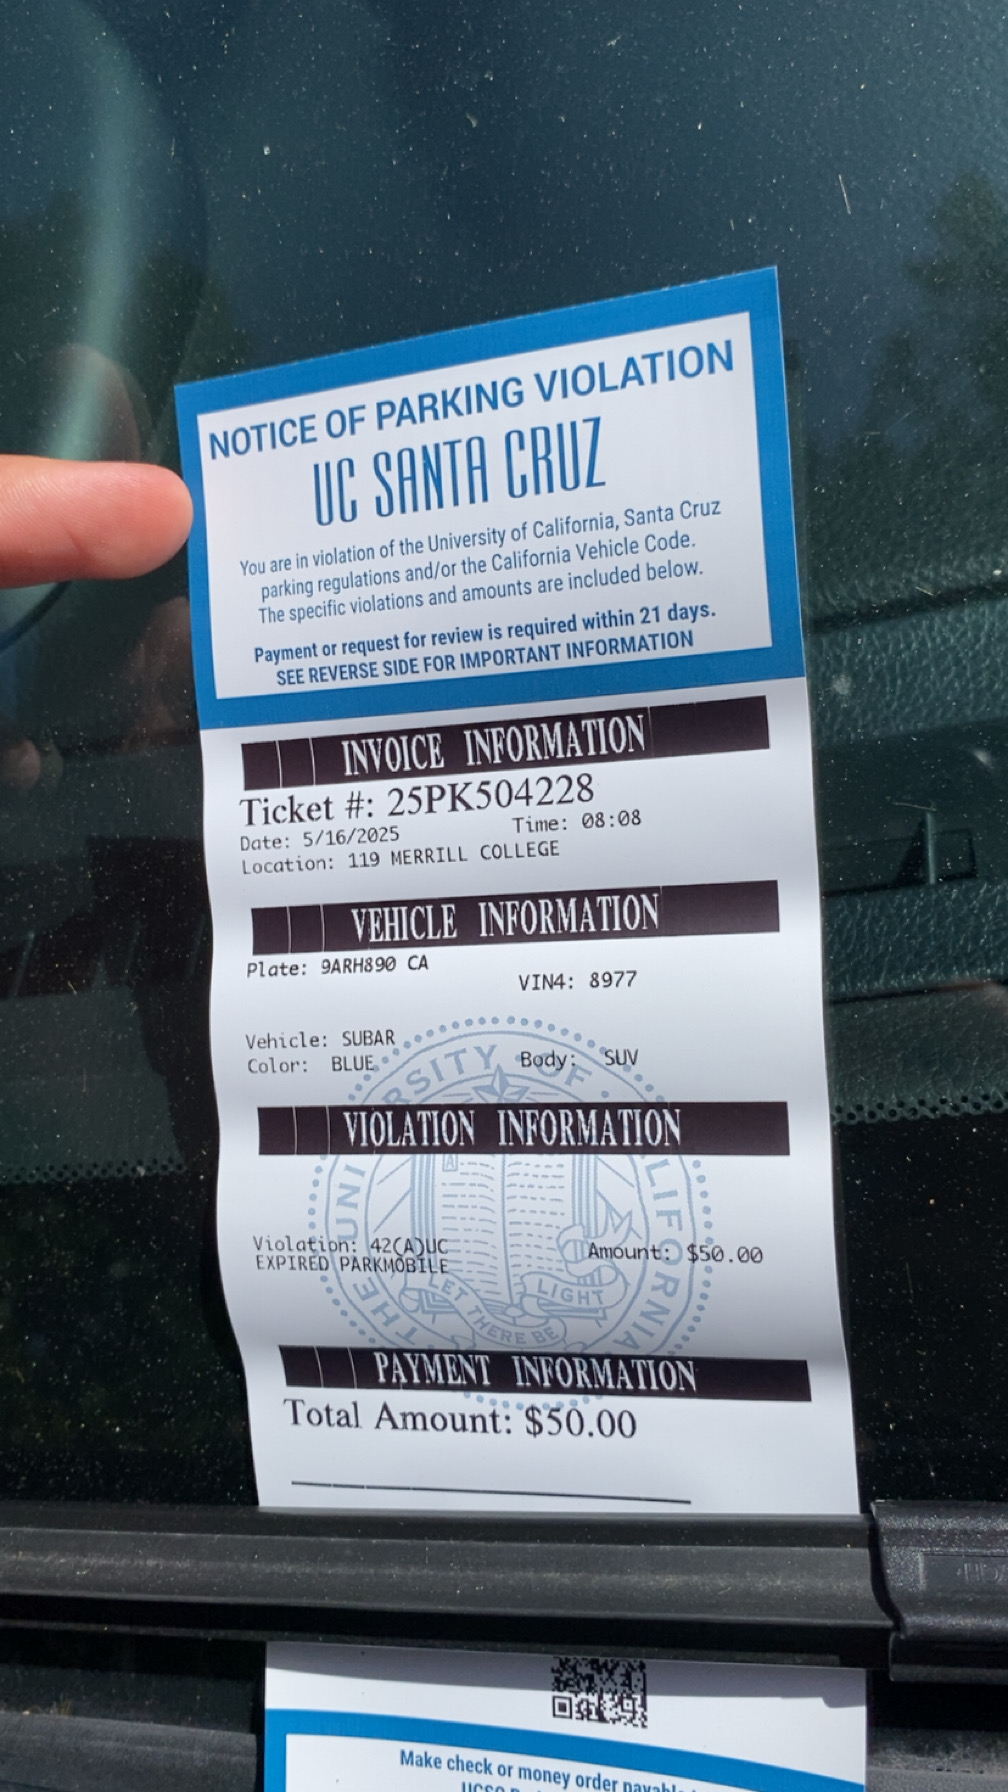 NOTICE OF PARKING VIOLATION
UC SANTA CRUZ
You are in violation of the University of California, Santa Cruz
parking regulations and/or the California Vehicle Code.
The specific violations and amounts are included below.
Payment or request for review is required within 21 days.
SEE REVERSE SIDE FOR IMPORTANT INFORMATION
INVOICE INFORMATION
Ticket #: 25PK504228
Date: 5/16/2025 Time: 08:08
Location: 119 MERRILL COLLEGE
VEHICLE INFORMATION
Plate: 9ARH890 CA
VIN4: 8977
Vehicle: SUBAR
Color: BLUE Body: SUV
VIOLATION INFORMATION
Violation: 42(A)UC Amount: $50.00
EXPIRED PARKMOBILE
LET THERE BE LIGHT
PAYMENT INFORMATION
Total Amount: $50.00
Make check or money order payable